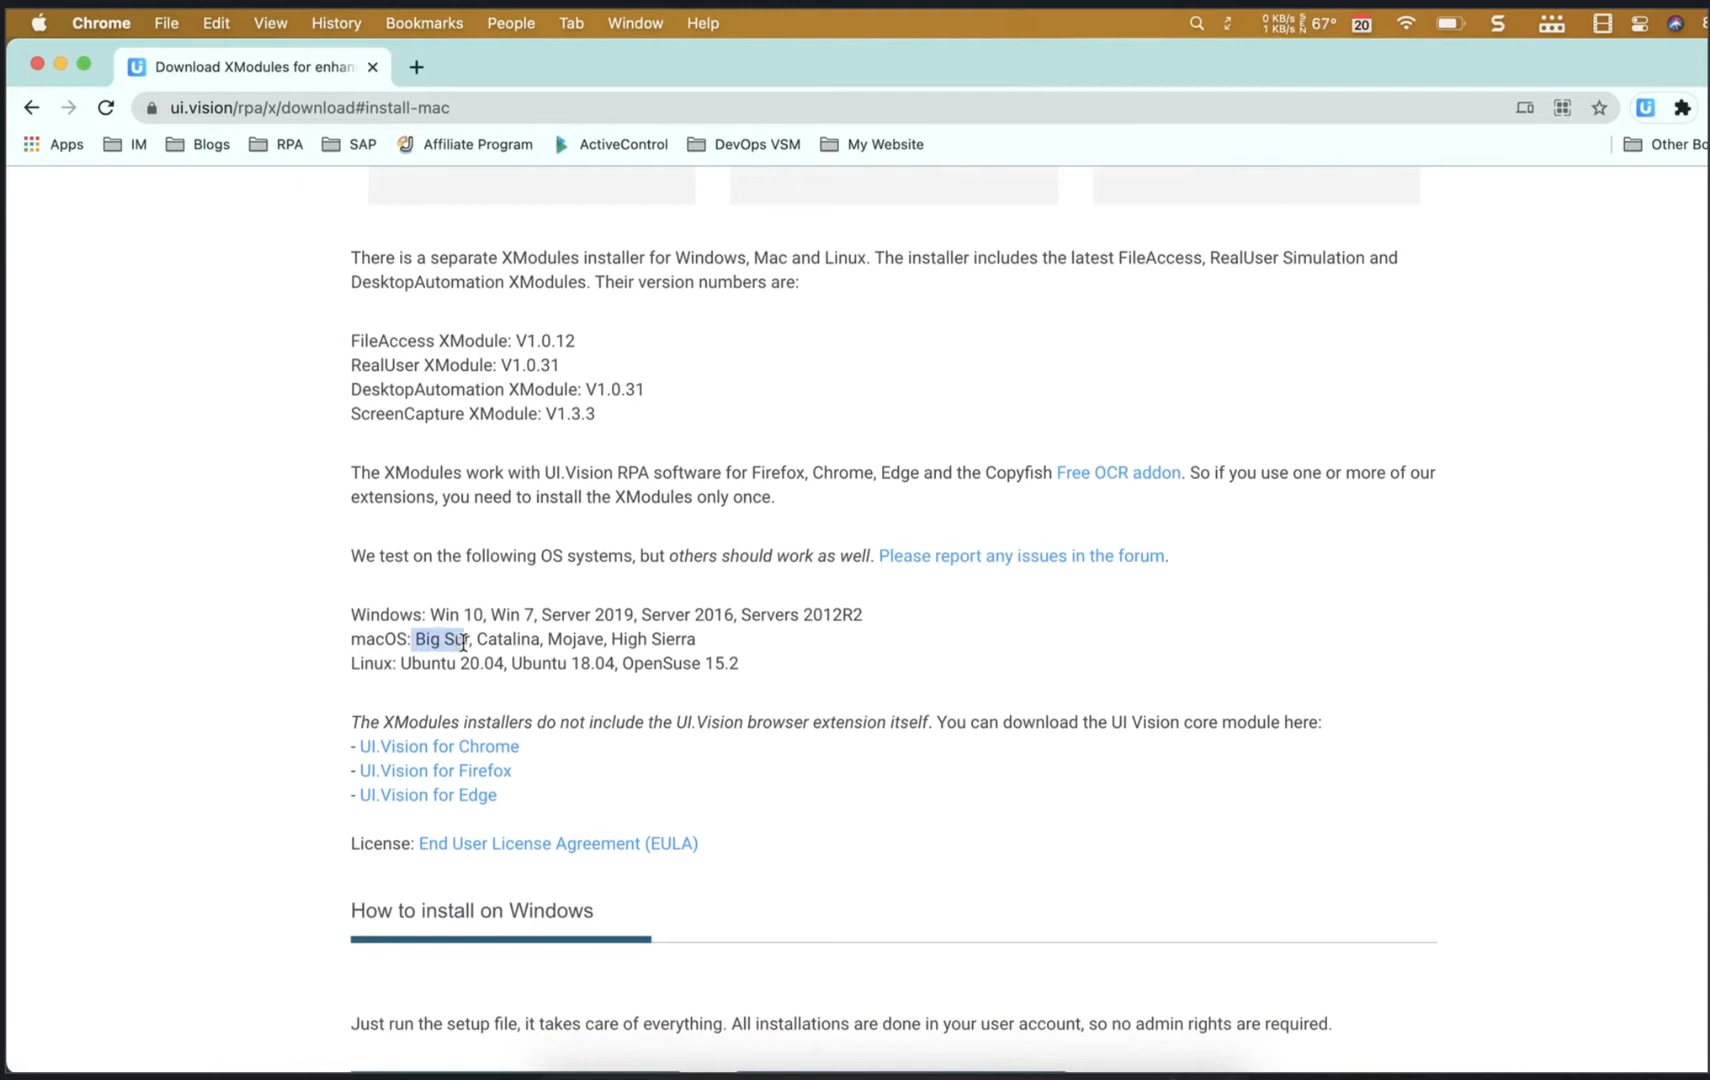 Chrome File Edit View History Bookmarks People Tab Window Help 0 KB/s 1 KB/s SEN 67° 20
Download XModules for enhan
ui.vision/rpa/x/download#install-mac
Apps IM Blogs RPA SAP Affiliate Program ActiveControl DevOps VSM My Website Other Bo
There is a separate XModules installer for Windows, Mac and Linux. The installer includes the latest FileAccess, RealUser Simulation and
DesktopAutomation XModules. Their version numbers are:
FileAccess XModule: V1.0.12
RealUser XModule: V1.0.31
DesktopAutomation XModule: V1.0.31
ScreenCapture XModule: V1.3.3
The XModules work with UI.Vision RPA software for Firefox, Chrome, Edge and the Copyfish Free OCR addon. So if you use one or more of our
extensions, you need to install the XModules only once.
We test on the following OS systems, but others should work as well. Please report any issues in the forum.
Windows: Win 10, Win 7, Server 2019, Server 2016, Servers 2012R2
macOS: Big Sur, Catalina, Mojave, High Sierra
Linux: Ubuntu 20.04, Ubuntu 18.04, OpenSuse 15.2
The XModules installers do not include the UI.Vision browser extension itself. You can download the UI Vision core module here:
- UI.Vision for Chrome
- UI.Vision for Firefox
- UI.Vision for Edge
License: End User License Agreement (EULA)
How to install on Windows
Just run the setup file, it takes care of everything. All installations are done in your user account, so no admin rights are required.